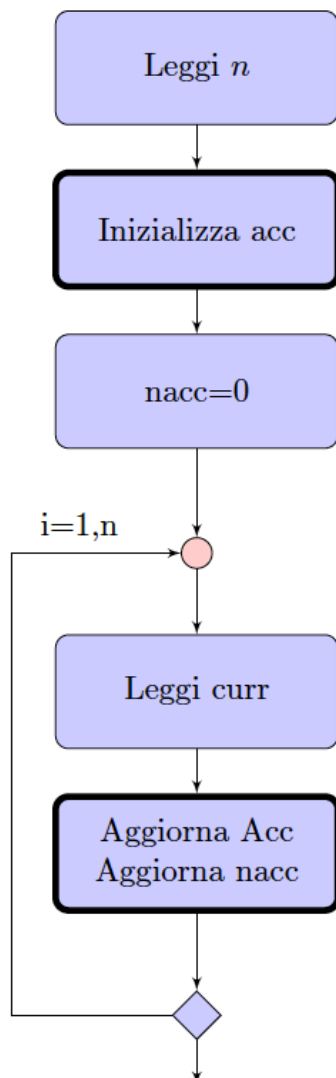 Leggi n
Inizializza acc
nacc=0
i=1,n
Leggi curr
Aggiorna Acc
Aggiorna nacc